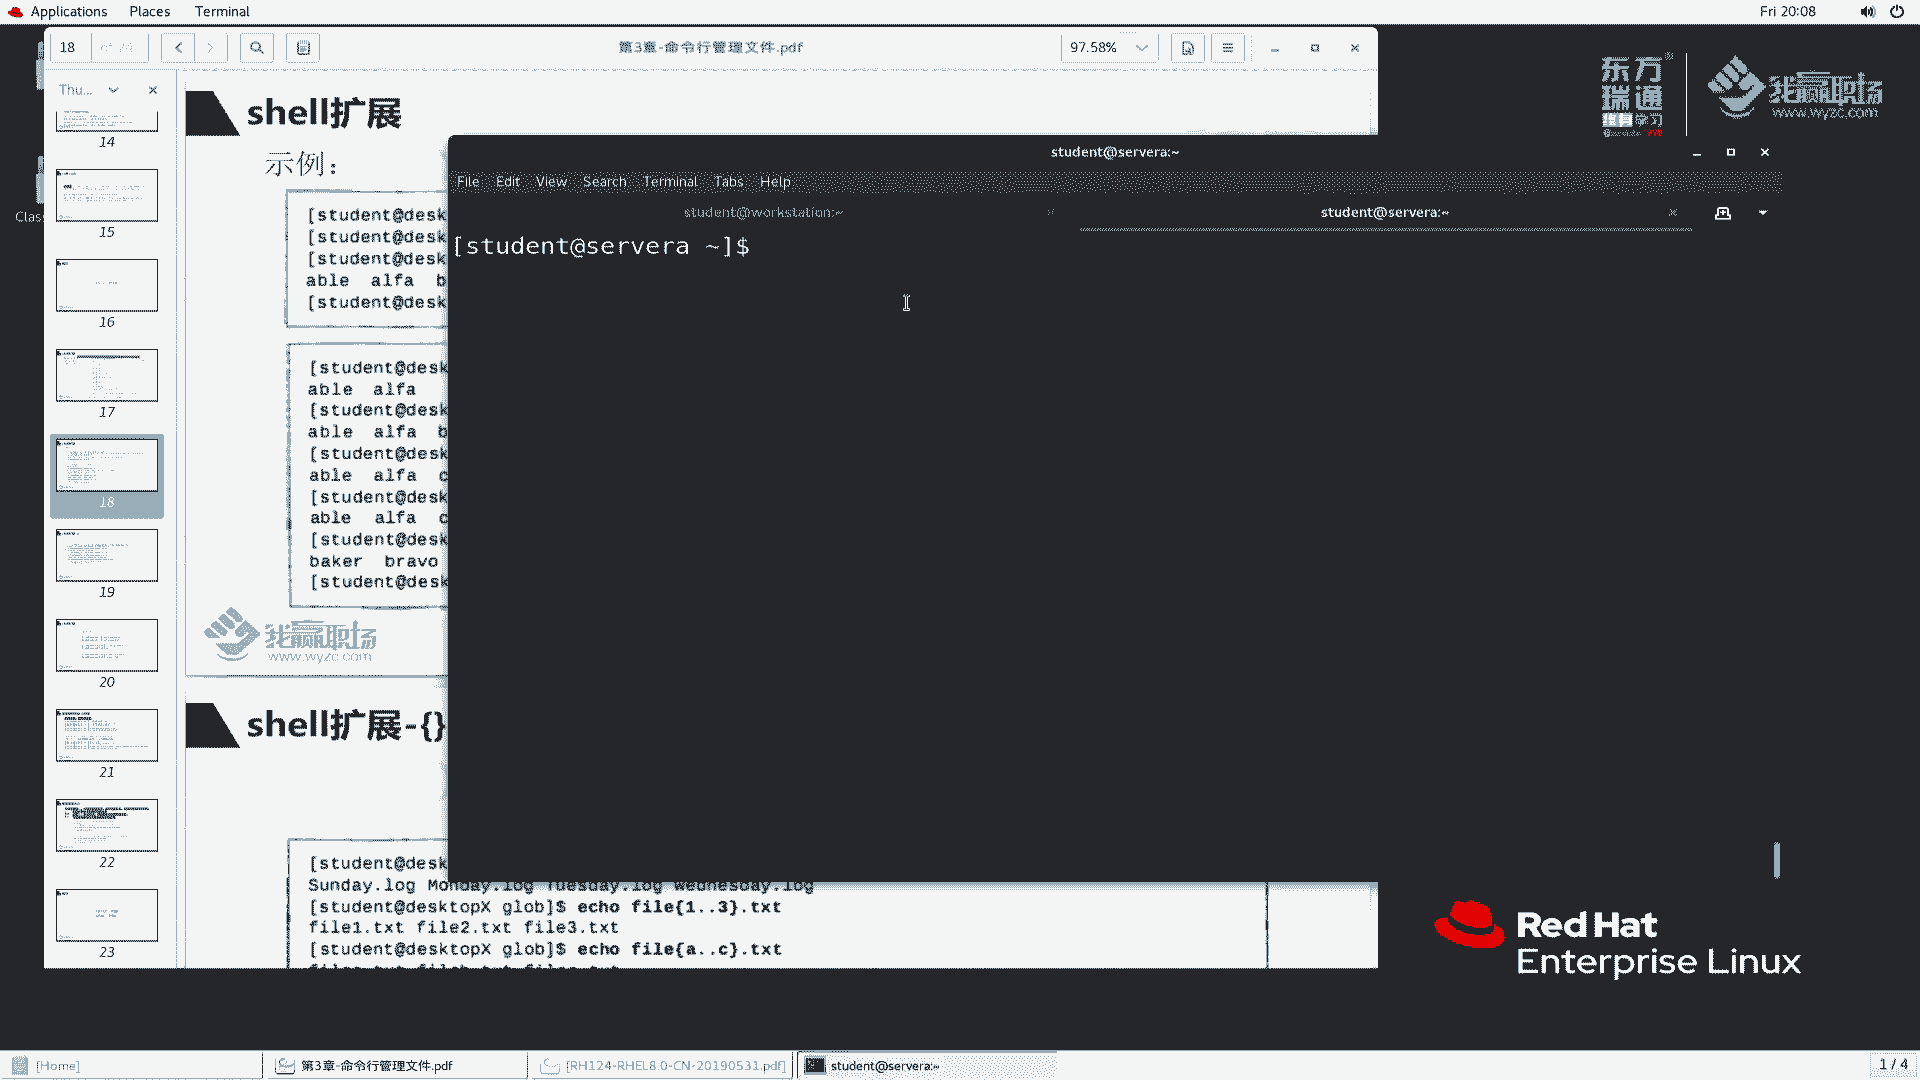 Applications Places Terminal Fri 20:08
18 of 74 第3章-命令行管理文件.pdf 97.58%
Thu...
14
15
16
17
18
19
20
21
22
23
Clas
shell扩展
示例：
[student@desk
[student@desk
[student@desk
able alfa b
[student@desk
[student@desk
able alfa
[student@desk
able alfa b
[student@desk
able alfa c
[student@desk
able alfa c
[student@desk
baker bravo
[student@desk
我赢职场
www.wyzc.com
shell扩展-{}
[student@desk
Sunday.log Monday.log Tuesday.log Wednesday.log
[student@desktopX glob]$ echo file{1..3}.txt
file1.txt file2.txt file3.txt
[student@desktopX glob]$ echo file{a..c}.txt
student@servera:~
File Edit View Search Terminal Tabs Help
student@workstation:~ student@servera:~
[student@servera ~]$
东方
瑞通
终身学习
我赢职场
www.wyzc.com
Red Hat
Enterprise Linux
[Home] 第3章-命令行管理文件.pdf [RH124-RHEL8.0-CN-20190531.pdf] student@servera:~ 1 / 4